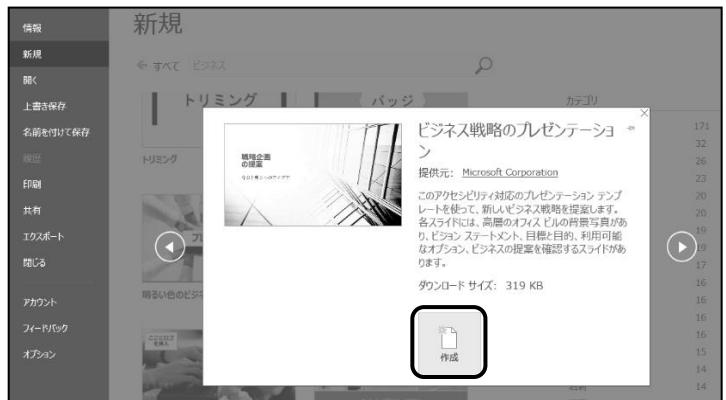 情報
新規
開く
上書き保存
名前を付けて保存
履歴
印刷
共有
エクスポート
閉じる
アカウント
フィードバック
オプション
新規
すべて ビジネス
トリミング
バッジ
カテゴリ
トリミング
明るい色のビジネ
ビジネス戦略のプレゼンテーショ
ン
提供元: Microsoft Corporation
このアクセシビリティ対応のプレゼンテーション テンプ
レートを使って、新しいビジネス戦略を提案します。
各スライドには、高層のオフィス ビルの背景写真があ
り、ビジョン ステートメント、目標と目的、利用可能
なオプション、ビジネスの提案を確認するスライドがあ
ります。
ダウンロード サイズ: 319 KB
作成
戦略企画
の提案
171
32
26
23
20
20
19
19
17
16
16
16
16
15
14
14